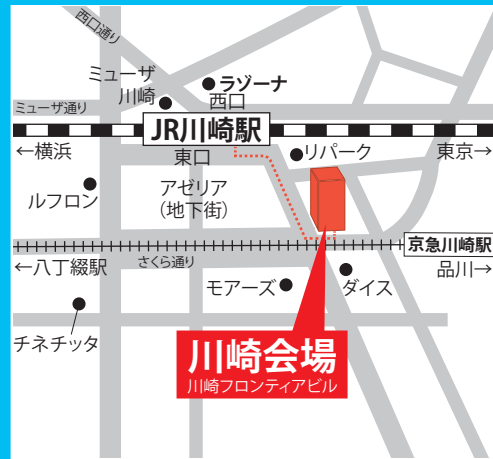 西口通り
ミューザ
川崎
ラゾーナ
西口
ミューザ通り
JR川崎駅
←横浜
東口
リパーク
東京→
ルフロン
アゼリア
(地下街)
京急川崎駅
←八丁綴駅
さくら通り
品川→
モアーズ
ダイス
チネチッタ
川崎会場
川崎フロンティアビル